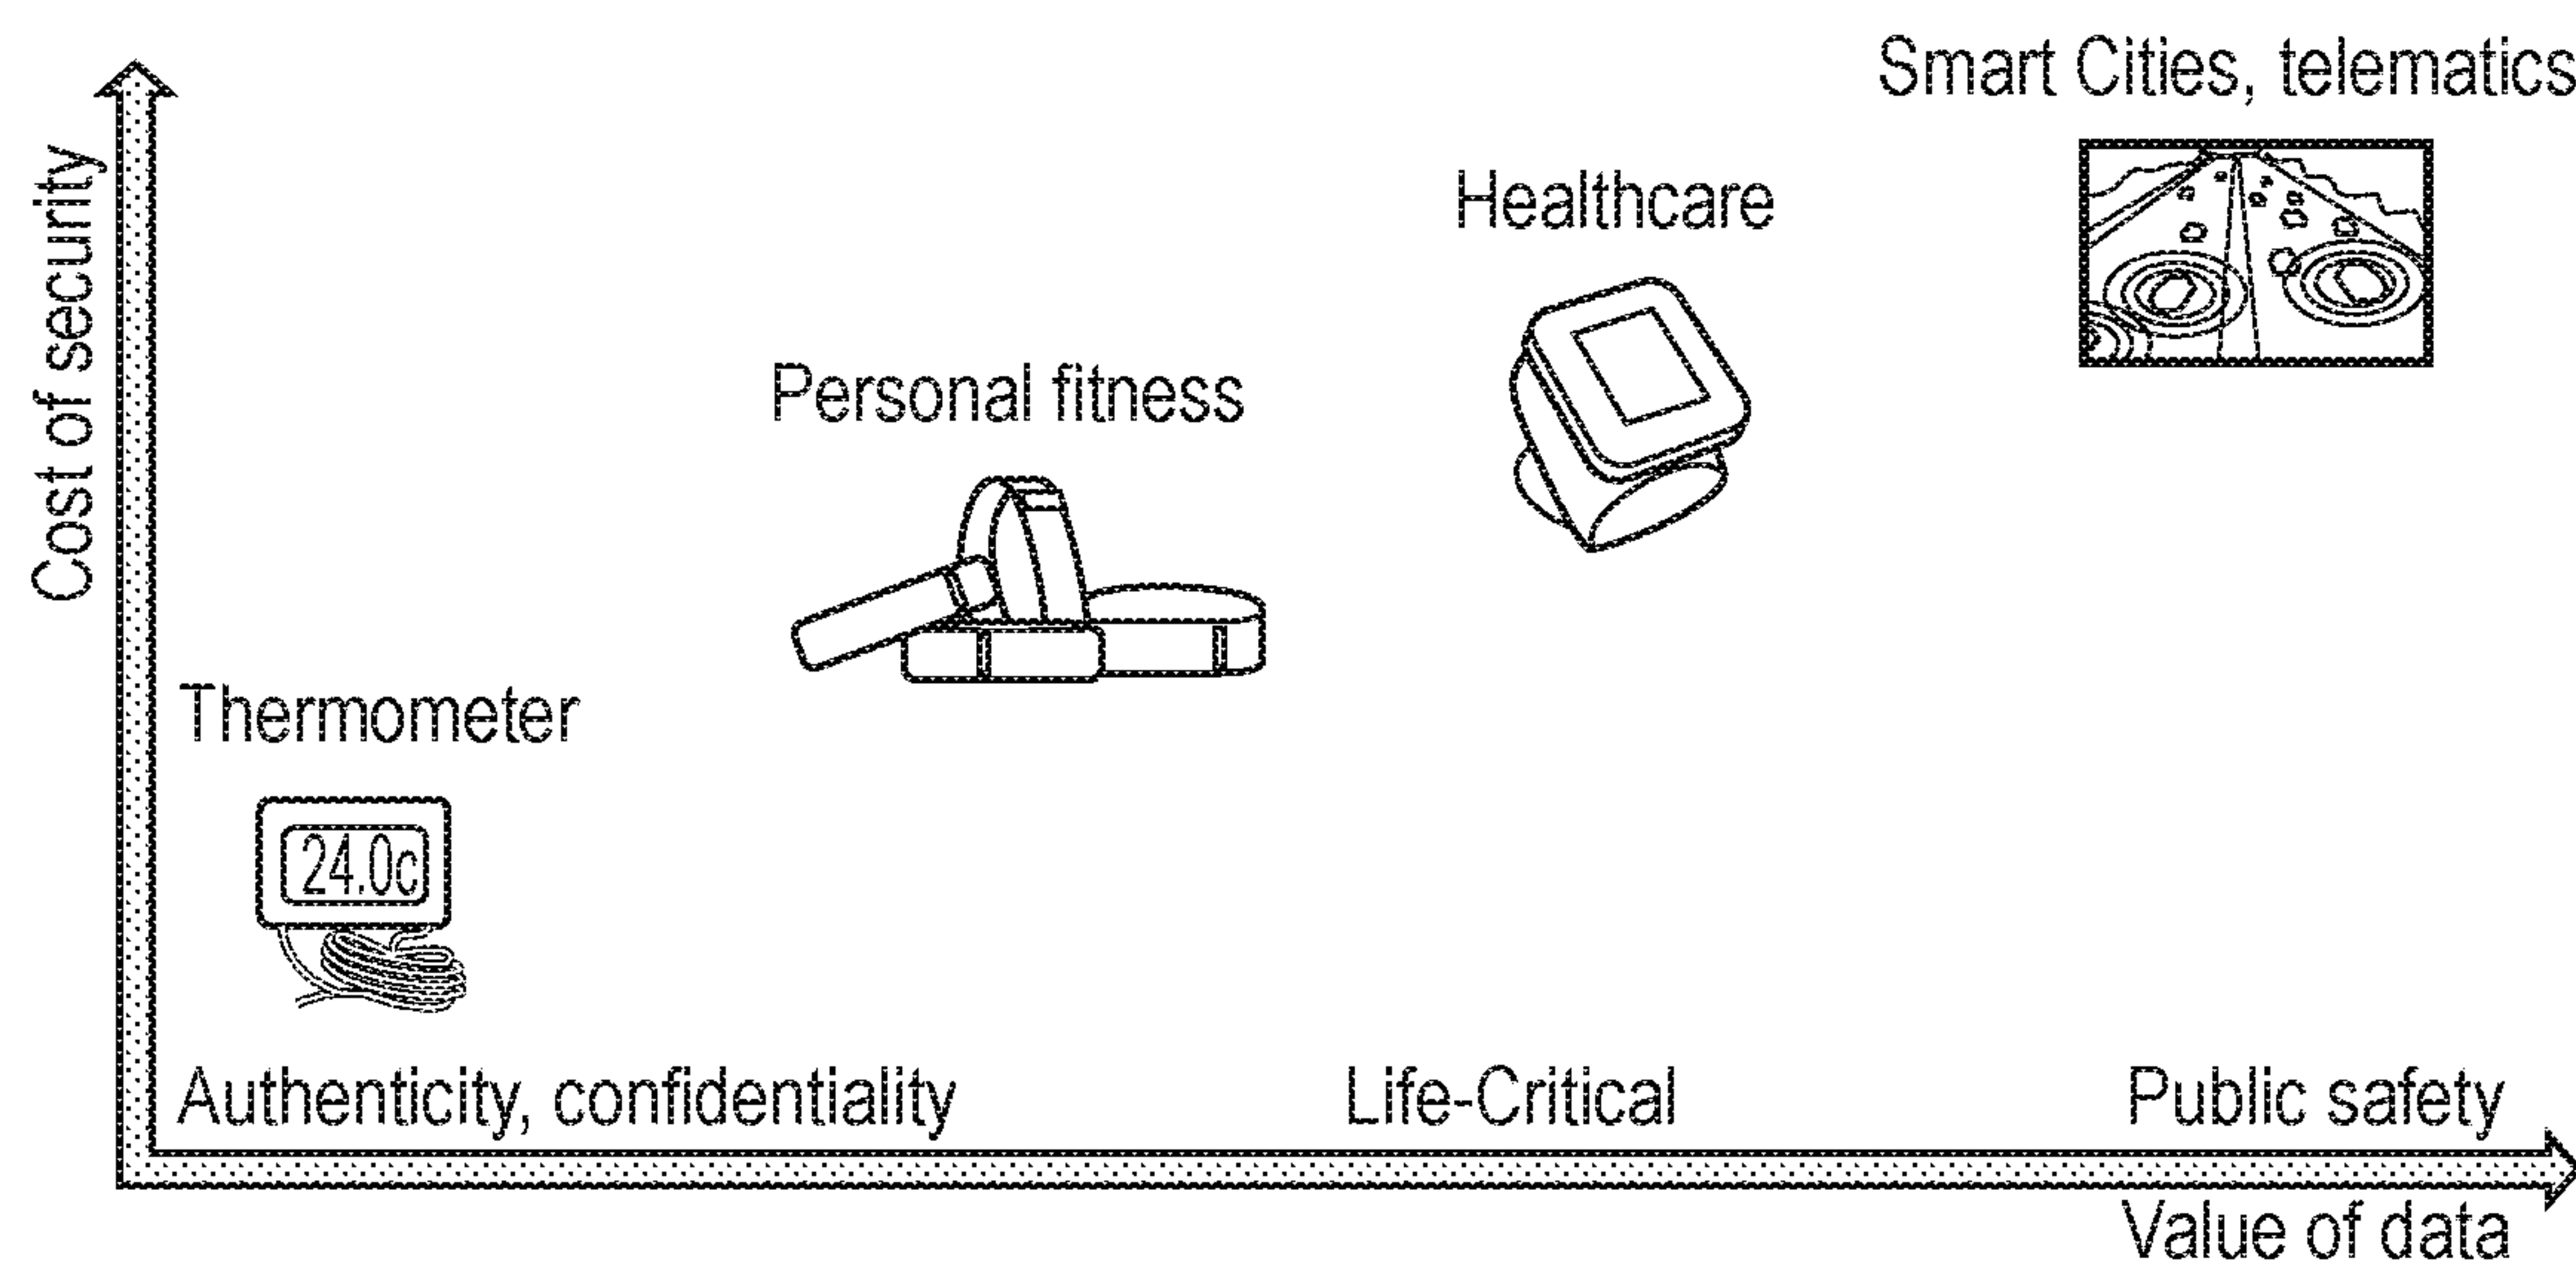 Smart Cities, telematics
Healthcare
Cost of security
Personal fitness
Thermometer
24.0c
Authenticity, confidentiality
Life-Critical
Public safety
Value of data